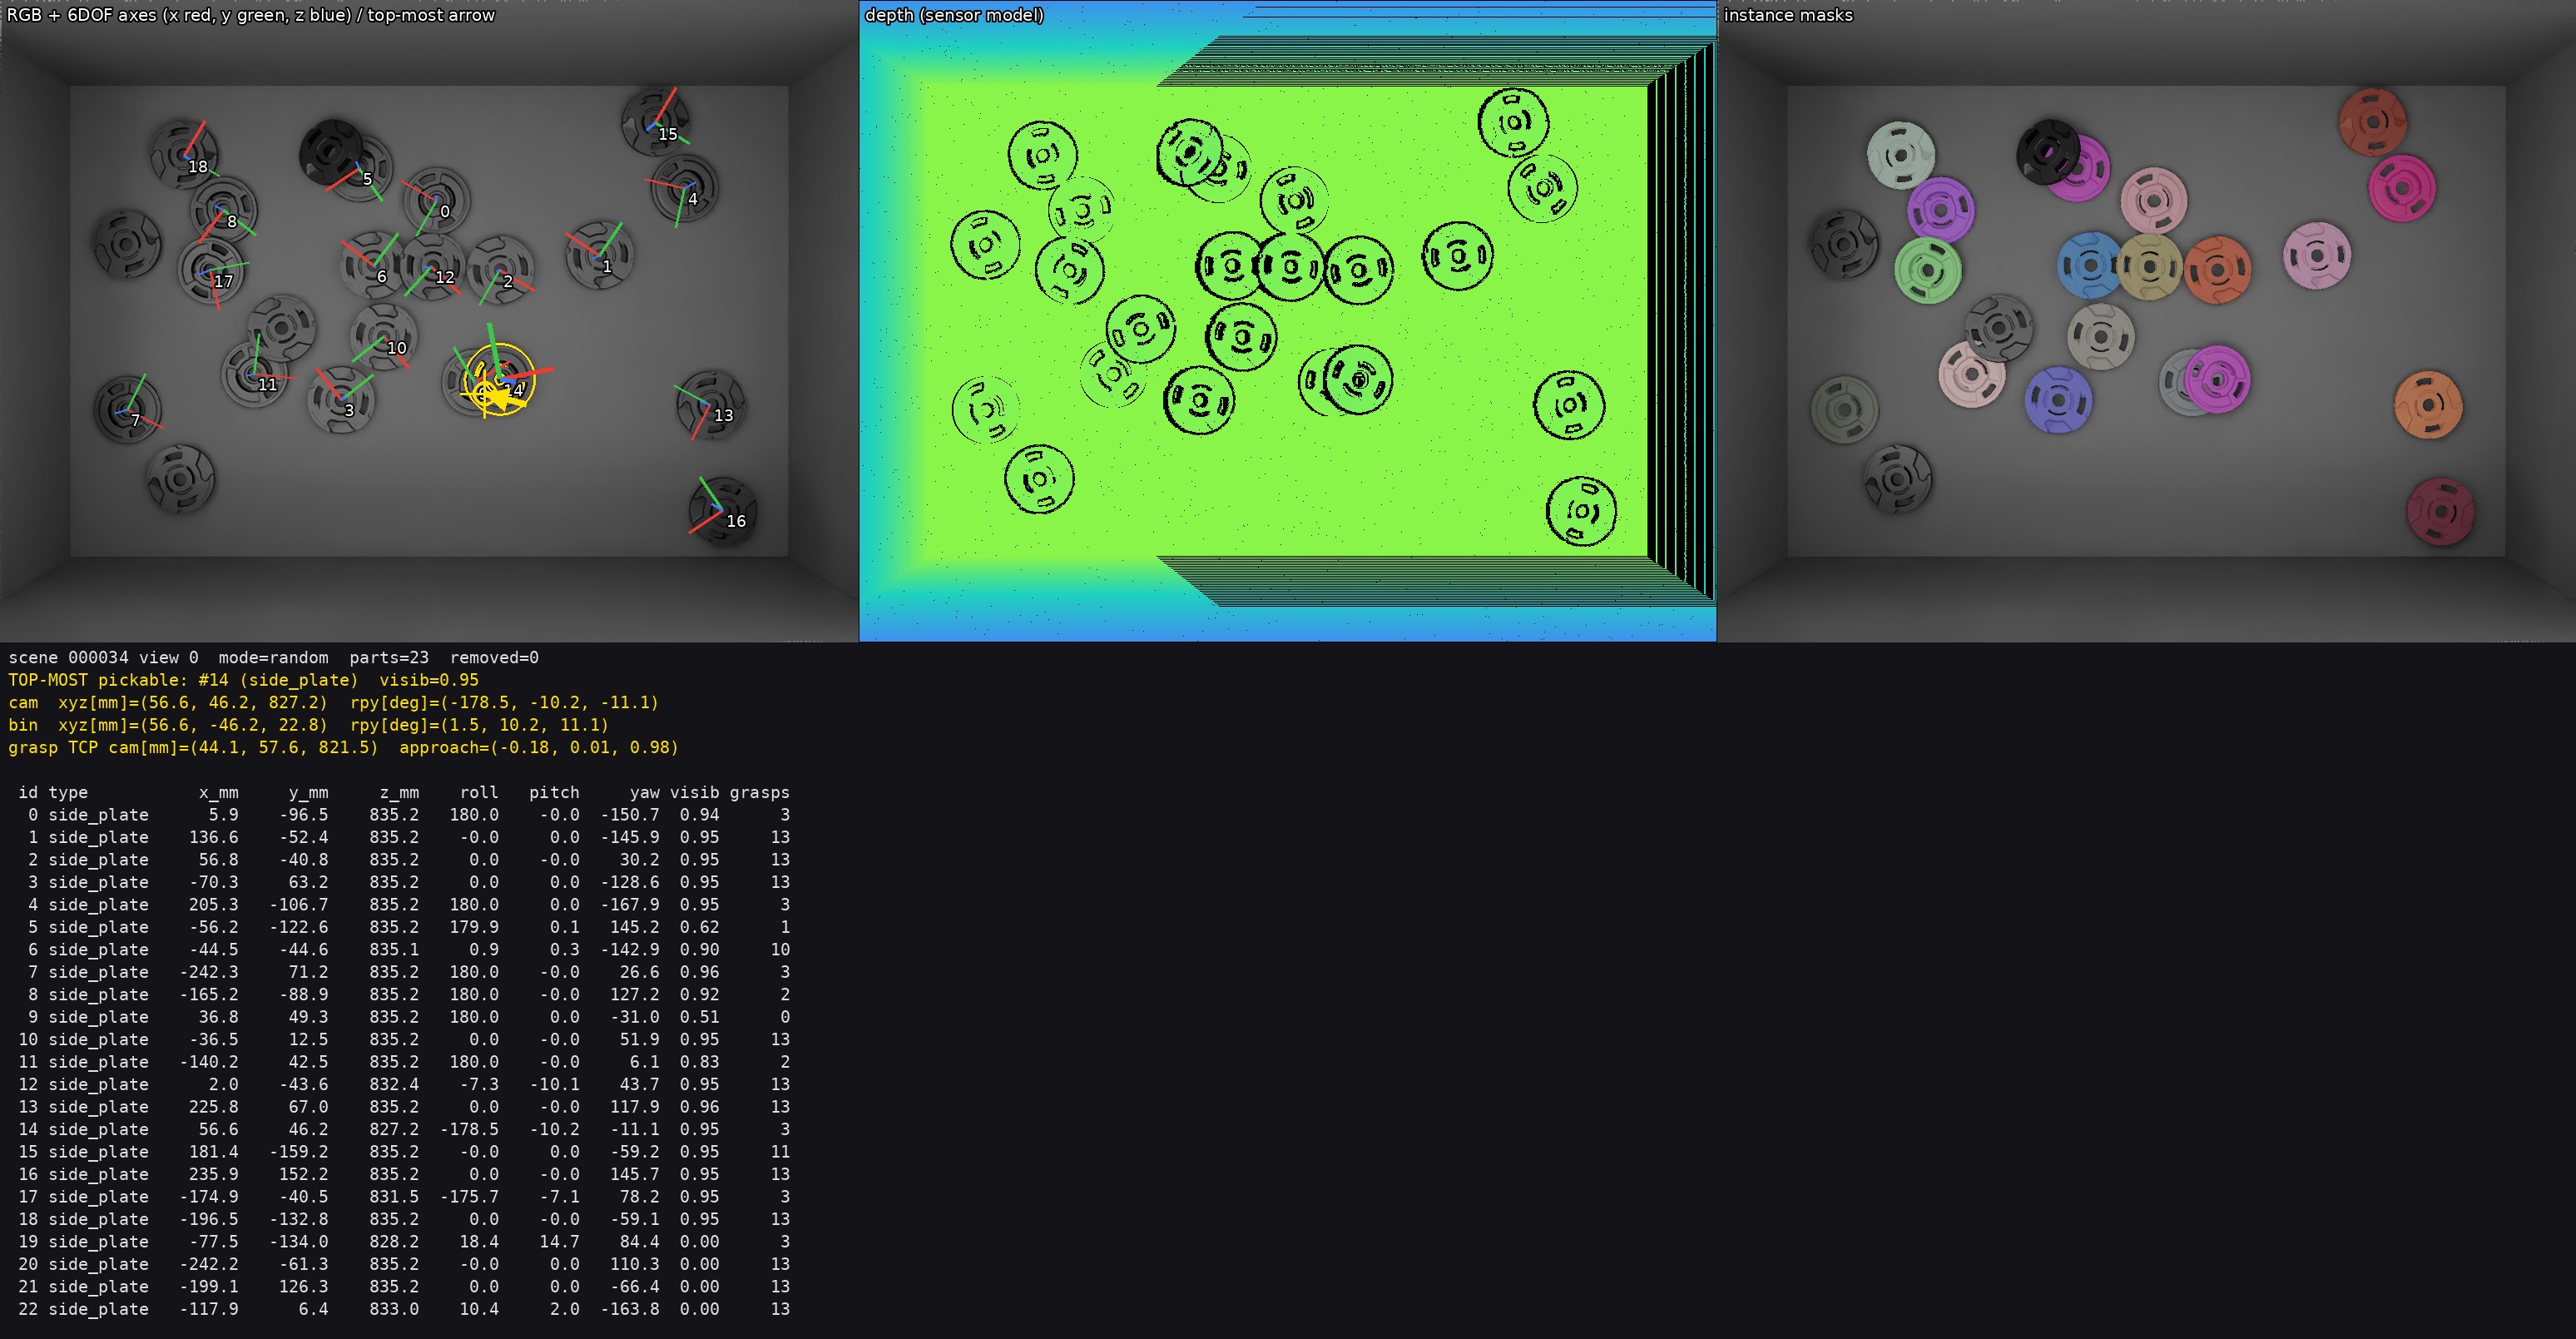 RGB + 6DOF axes (x red, y green, z blue) / top-most arrow
depth (sensor model)
instance masks
15
18
5
4
8
0
1
6
12
2
17
10
11
14
3
7
13
16
scene 000034 view 0 mode=random parts=23 removed=0
TOP-MOST pickable: #14 (side_plate) visib=0.95
cam xyz[mm]=(56.6, 46.2, 827.2) rpy[deg]=(-178.5, -10.2, -11.1)
bin xyz[mm]=(56.6, -46.2, 22.8) rpy[deg]=(1.5, 10.2, 11.1)
grasp TCP cam[mm]=(44.1, 57.6, 821.5) approach=(-0.18, 0.01, 0.98)
id type x_mm y_mm z_mm roll pitch yaw visib grasps
0 side_plate 5.9 -96.5 835.2 180.0 -0.0 -150.7 0.94 3
1 side_plate 136.6 -52.4 835.2 -0.0 0.0 -145.9 0.95 13
2 side_plate 56.8 -40.8 835.2 0.0 -0.0 30.2 0.95 13
3 side_plate -70.3 63.2 835.2 0.0 0.0 -128.6 0.95 13
4 side_plate 205.3 -106.7 835.2 180.0 0.0 -167.9 0.95 3
5 side_plate -56.2 -122.6 835.2 179.9 0.1 145.2 0.62 1
6 side_plate -44.5 -44.6 835.1 0.9 0.3 -142.9 0.90 10
7 side_plate -242.3 71.2 835.2 180.0 -0.0 26.6 0.96 3
8 side_plate -165.2 -88.9 835.2 180.0 -0.0 127.2 0.92 2
9 side_plate 36.8 49.3 835.2 180.0 0.0 -31.0 0.51 0
10 side_plate -36.5 12.5 835.2 0.0 -0.0 51.9 0.95 13
11 side_plate -140.2 42.5 835.2 180.0 -0.0 6.1 0.83 2
12 side_plate 2.0 -43.6 832.4 -7.3 -10.1 43.7 0.95 13
13 side_plate 225.8 67.0 835.2 0.0 -0.0 117.9 0.96 13
14 side_plate 56.6 46.2 827.2 -178.5 -10.2 -11.1 0.95 3
15 side_plate 181.4 -159.2 835.2 -0.0 0.0 -59.2 0.95 11
16 side_plate 235.9 152.2 835.2 0.0 0.0 145.7 0.95 13
17 side_plate -174.9 -40.5 831.5 -175.7 -7.1 78.2 0.95 3
18 side_plate -196.5 -132.8 835.2 0.0 -0.0 -59.1 0.95 13
19 side_plate -77.5 -134.0 828.2 18.4 14.7 84.4 0.00 3
20 side_plate -242.2 -61.3 835.2 -0.0 0.0 110.3 0.00 13
21 side_plate -199.1 126.3 835.2 0.0 0.0 -66.4 0.00 13
22 side_plate -117.9 6.4 833.0 10.4 2.0 -163.8 0.00 13